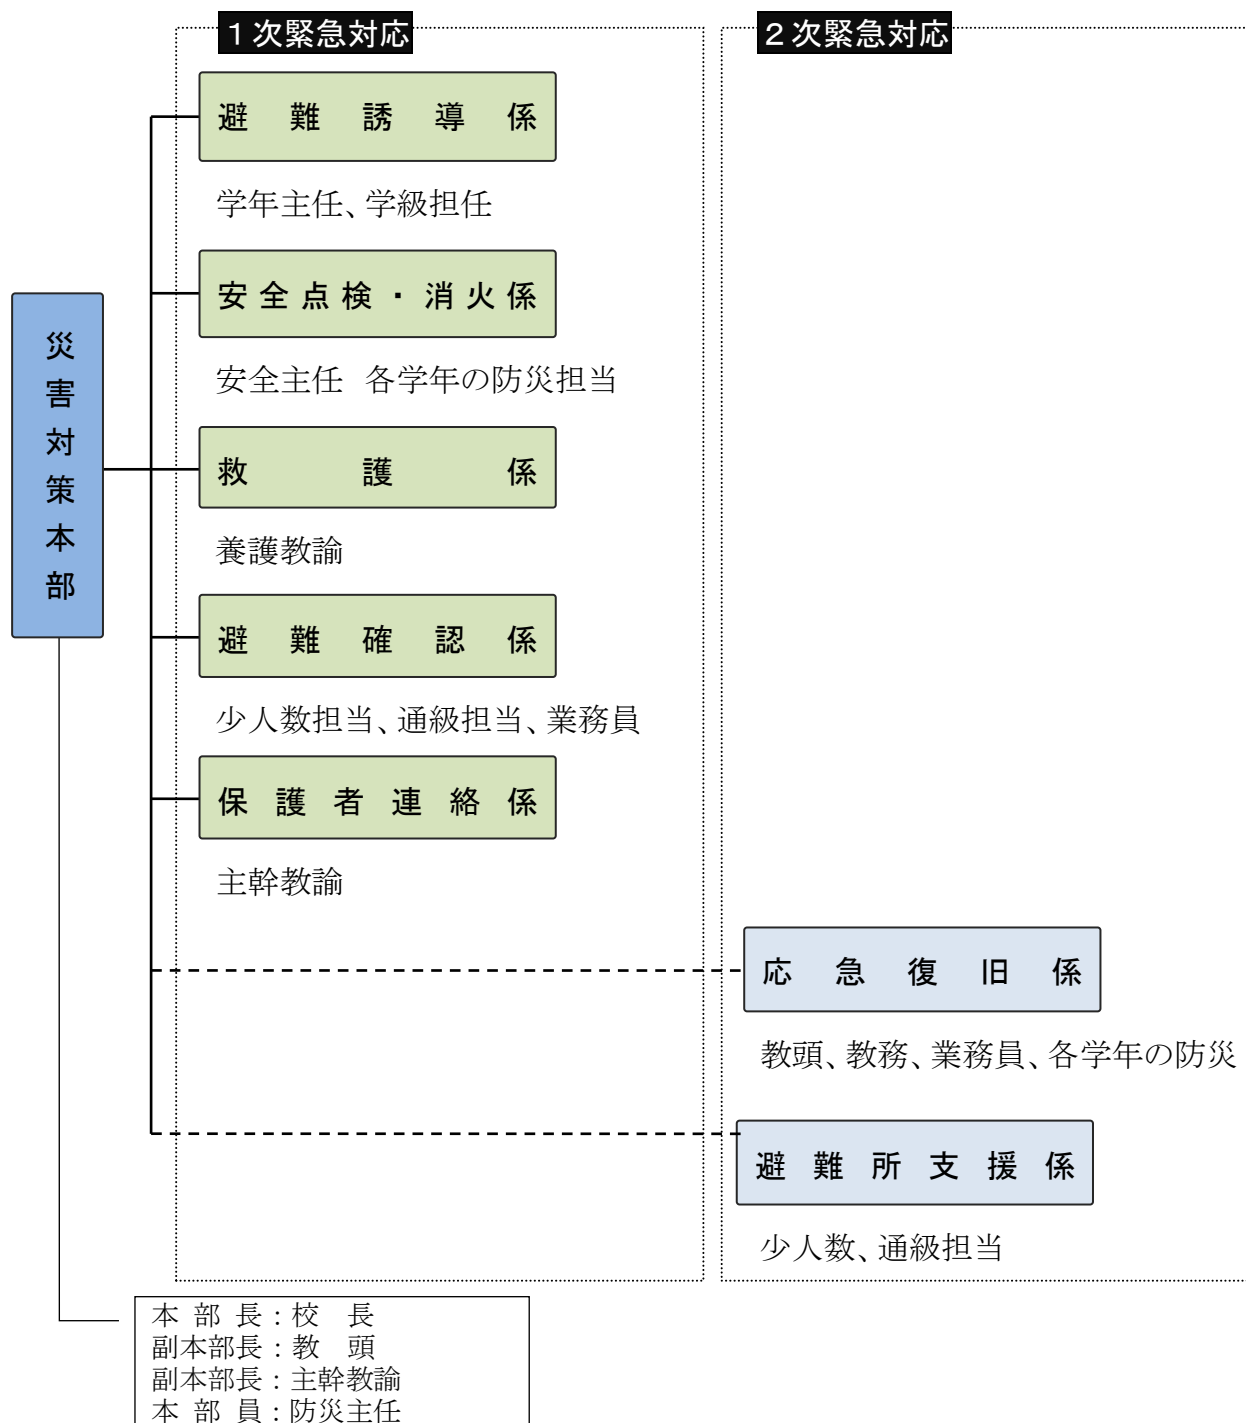 1次緊急対応
2次緊急対応
避難誘導係
学年主任、学級担任
安全点検・消火係
安全主任 各学年の防災担当
災害対策本部
救護係
養護教諭
避難確認係
少人数担当、通級担当、業務員
保護者連絡係
主幹教諭
応急復旧係
教頭、教務、業務員、各学年の防災
避難所支援係
少人数、通級担当
本部長：校 長
副本部長：教 頭
副本部長：主幹教諭
本部員：防災主任